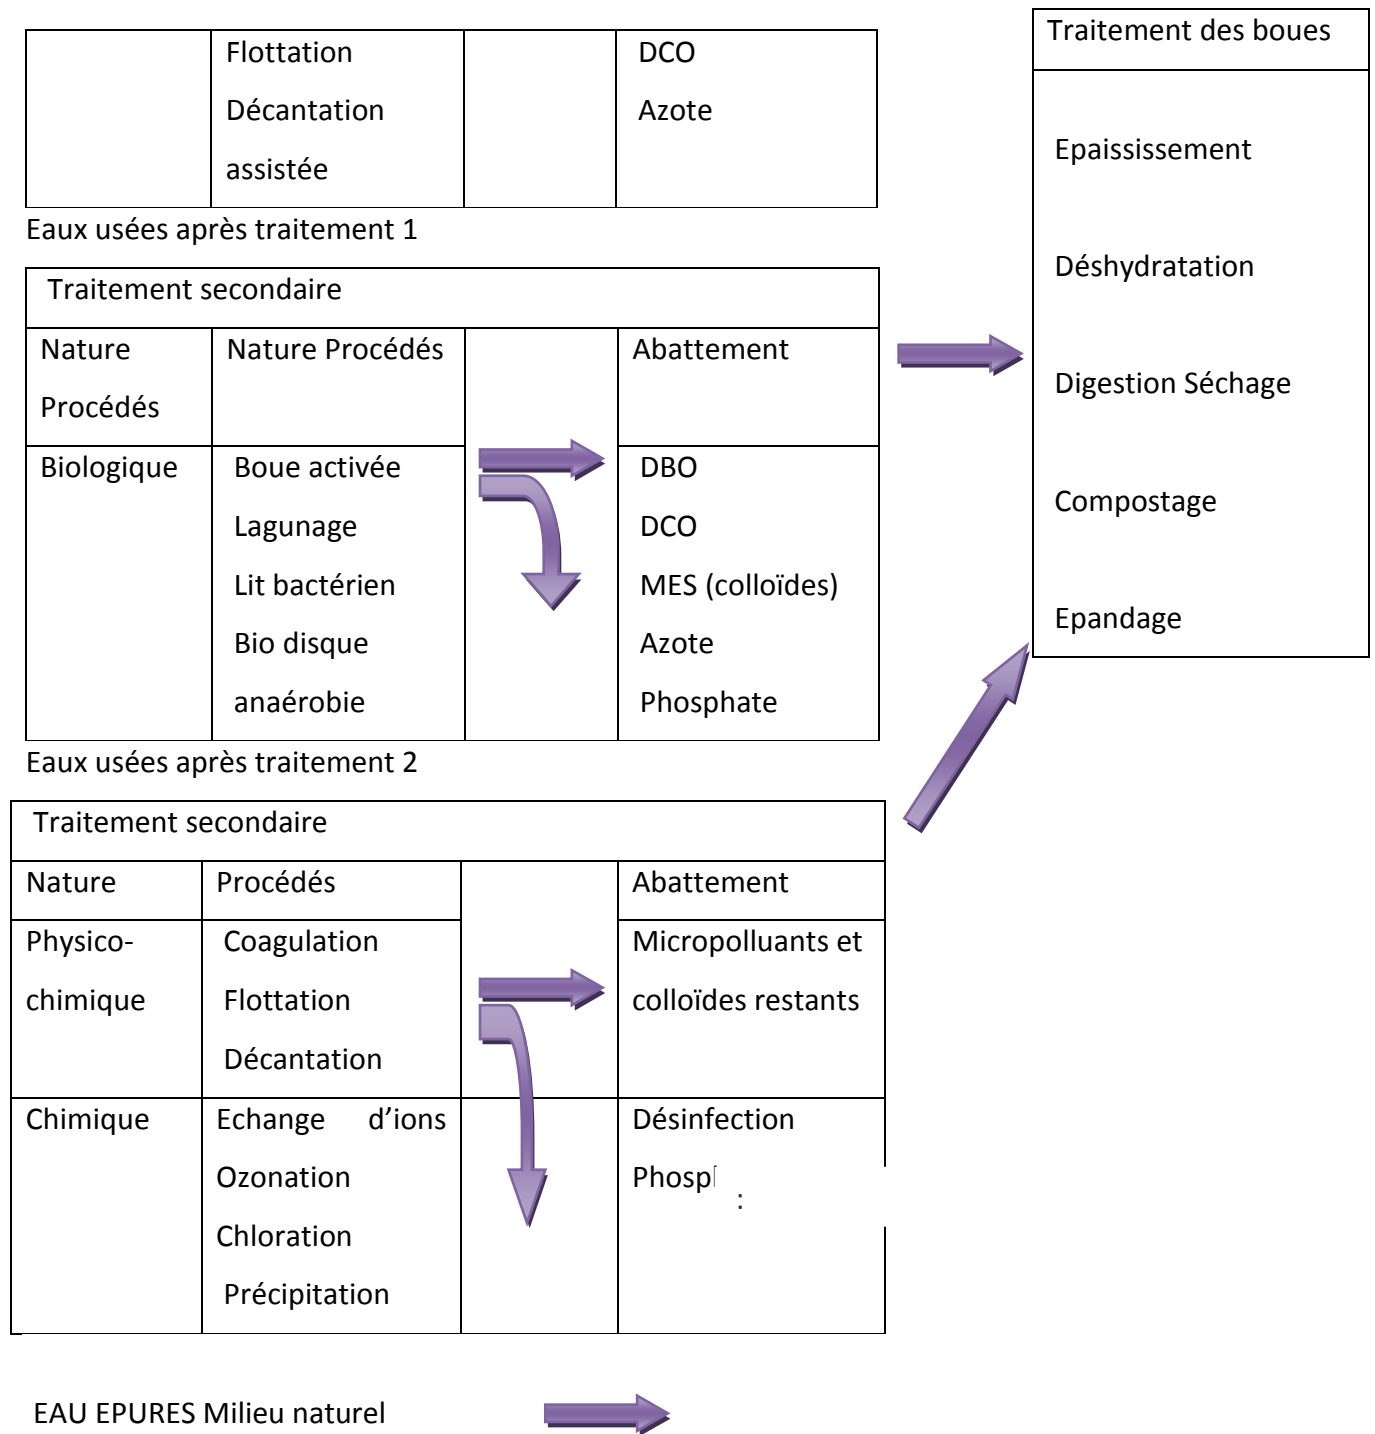 Flottation
DCO
Décantation
Azote
assistée
Eaux usées après traitement 1
Traitement secondaire
Nature
Procédés
Nature Procédés
Abattement
Biologique
Boue activée
Lagunage
Lit bactérien
Bio disque
anaérobie
DBO
DCO
MES (colloïdes)
Azote
Phosphate
Eaux usées après traitement 2
Traitement secondaire
Nature
Procédés
Abattement
Physico-
chimique
Coagulation
Flottation
Décantation
Micropolluants et
colloïdes restants
Chimique
Echange d’ions
Ozonation
Chloration
Précipitation
Désinfection
:
EAU EPURES Milieu naturel
Traitement des boues
Epaississement
Déshydratation
Digestion Séchage
Compostage
Epandage